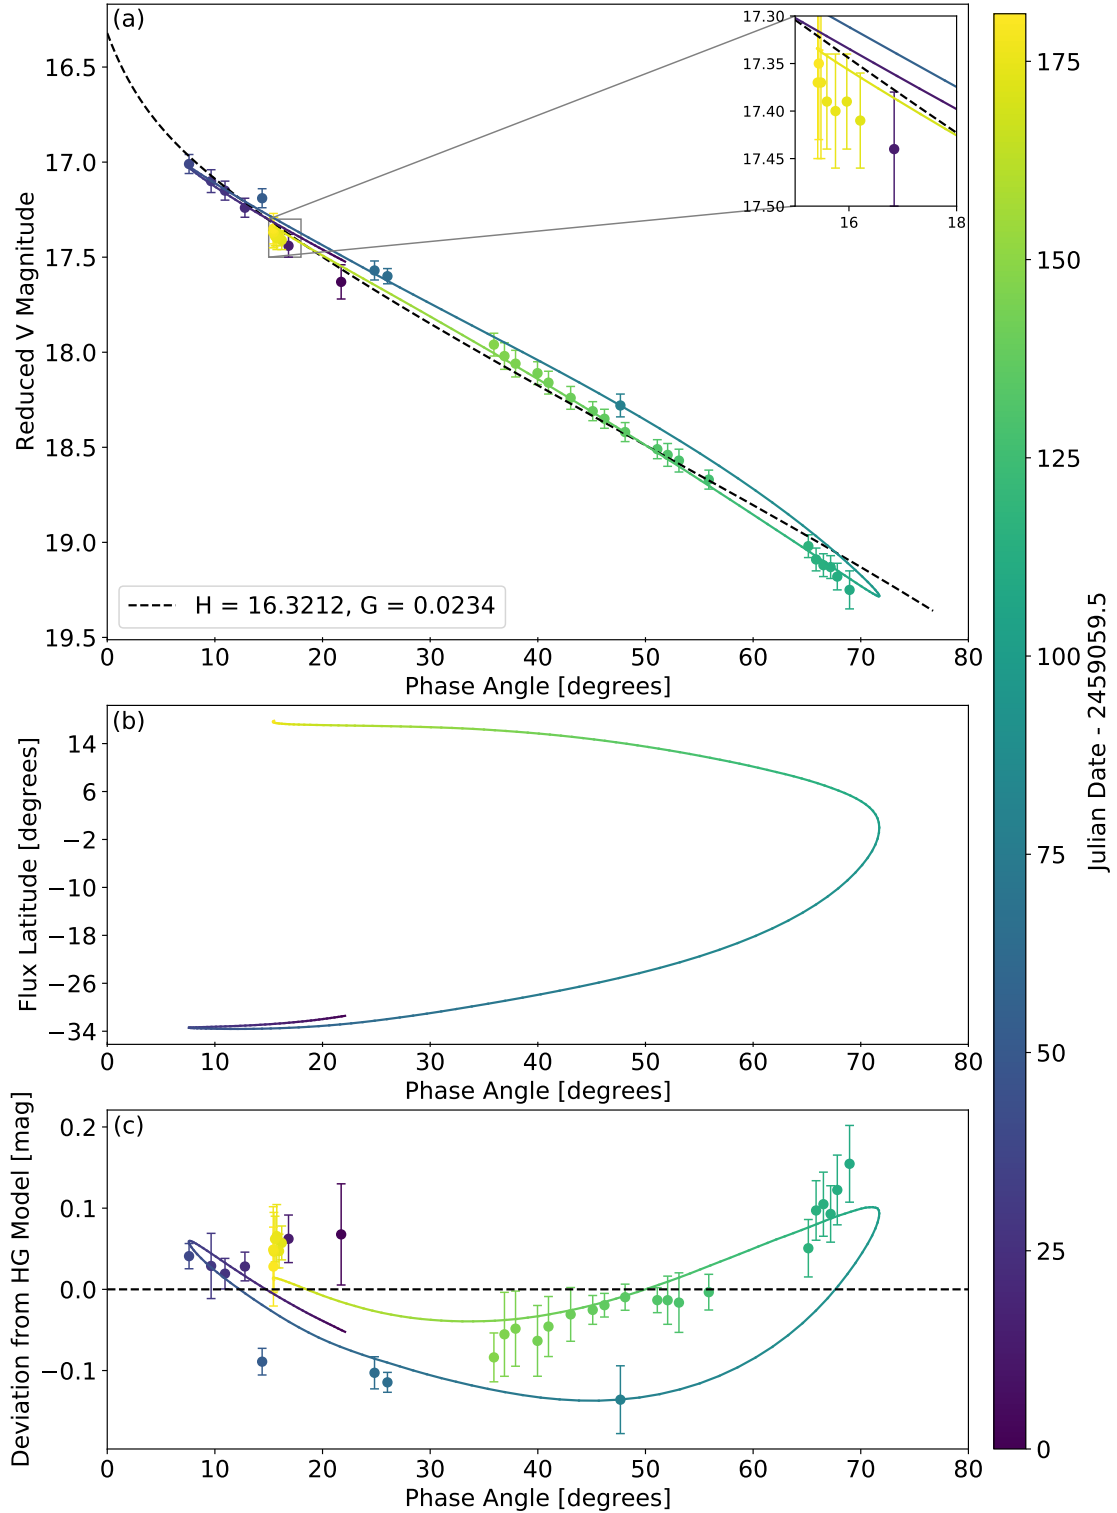 (a)
17.30
17.35
17.40
17.45
17.50
16
18
16.5
17.0
17.5
18.0
18.5
19.0
19.5
Reduced V Magnitude
H = 16.3212, G = 0.0234
0 10 20 30 40 50 60 70 80
Phase Angle [degrees]
(b)
14
6
−2
−10
−18
−26
−34
Flux Latitude [degrees]
0 10 20 30 40 50 60 70 80
Phase Angle [degrees]
(c)
0.2
0.1
0.0
−0.1
Deviation from HG Model [mag]
0 10 20 30 40 50 60 70 80
Phase Angle [degrees]
175
150
125
100
75
50
25
0
Julian Date - 2459059.5